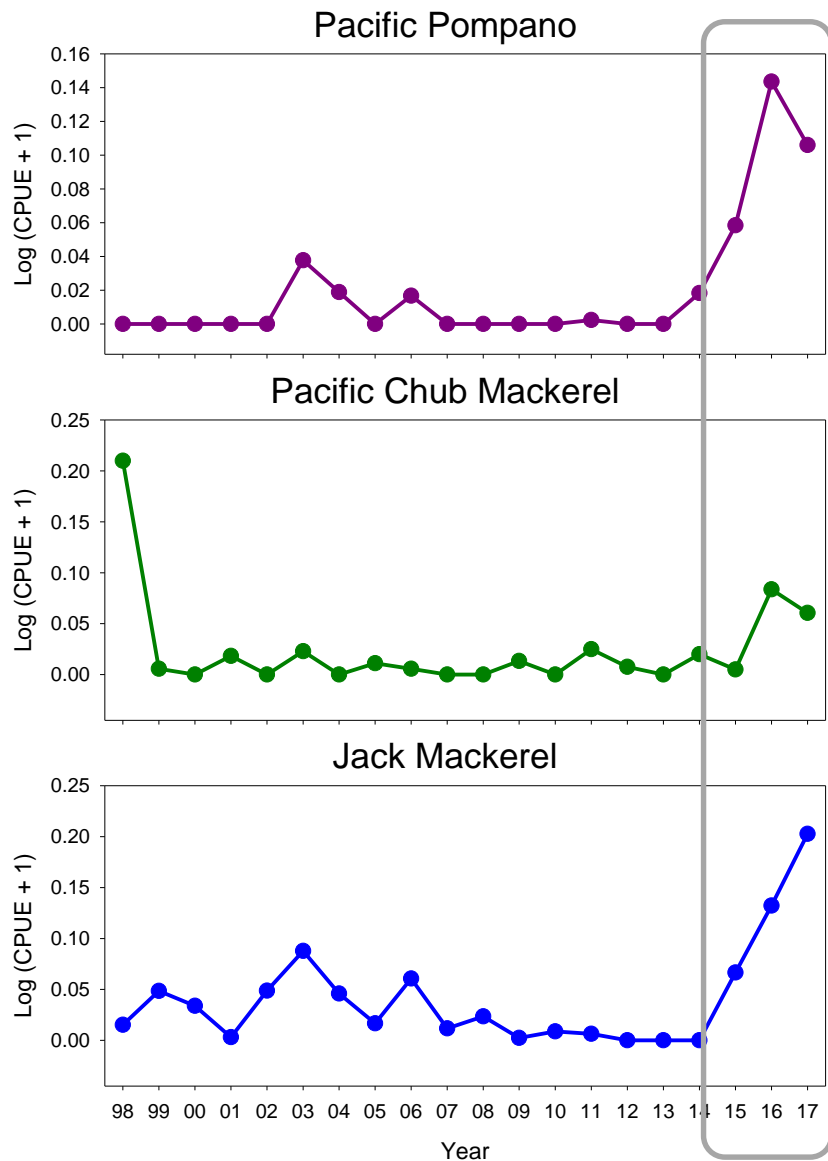 Pacific Pompano
0.16
0.14
0.12
0.10
0.08
0.06
0.04
0.02
0.00
Log (CPUE + 1)
Pacific Chub Mackerel
0.25
0.20
0.15
0.10
0.05
0.00
Log (CPUE + 1)
Jack Mackerel
0.25
0.20
0.15
0.10
0.05
0.00
Log (CPUE + 1)
98 99 00 01 02 03 04 05 06 07 08 09 10 11 12 13 14 15 16 17
Year